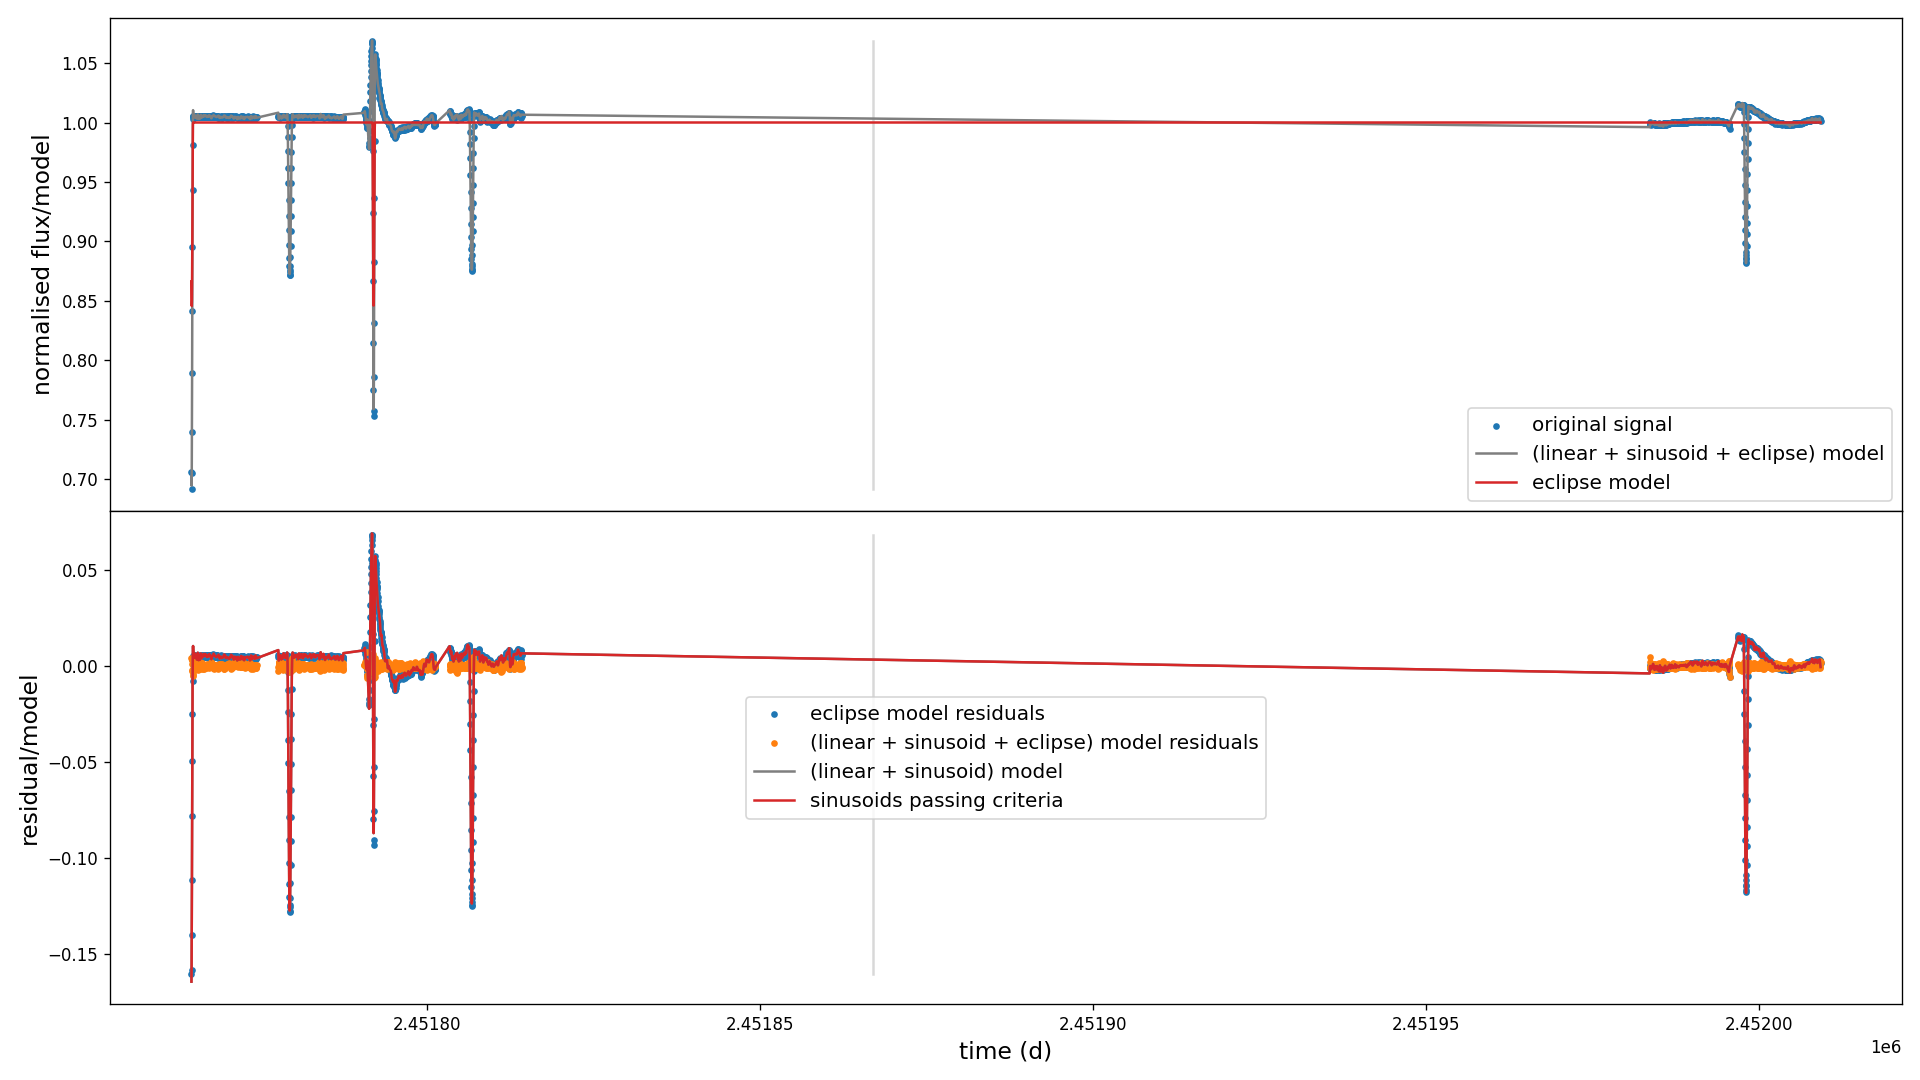 normalised flux/model
1.05
1.00
0.95
0.90
0.85
0.80
0.75
0.70
original signal
(linear + sinusoid + eclipse) model
eclipse model
residual/model
0.05
0.00
−0.05
−0.10
−0.15
eclipse model residuals
(linear + sinusoid + eclipse) model residuals
(linear + sinusoid) model
sinusoids passing criteria
2.45180 2.45185 2.45190 2.45195 2.45200
time (d)
1e6